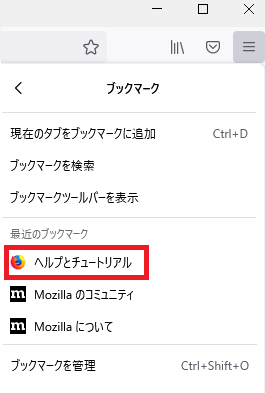 ブックマーク
現在のタブをブックマークに追加 Ctrl+D
ブックマークを検索
ブックマークツールバーを表示
最近のブックマーク
ヘルプとチュートリアル
m Mozilla のコミュニティ
m Mozilla について
ブックマークを管理 Ctrl+Shift+O